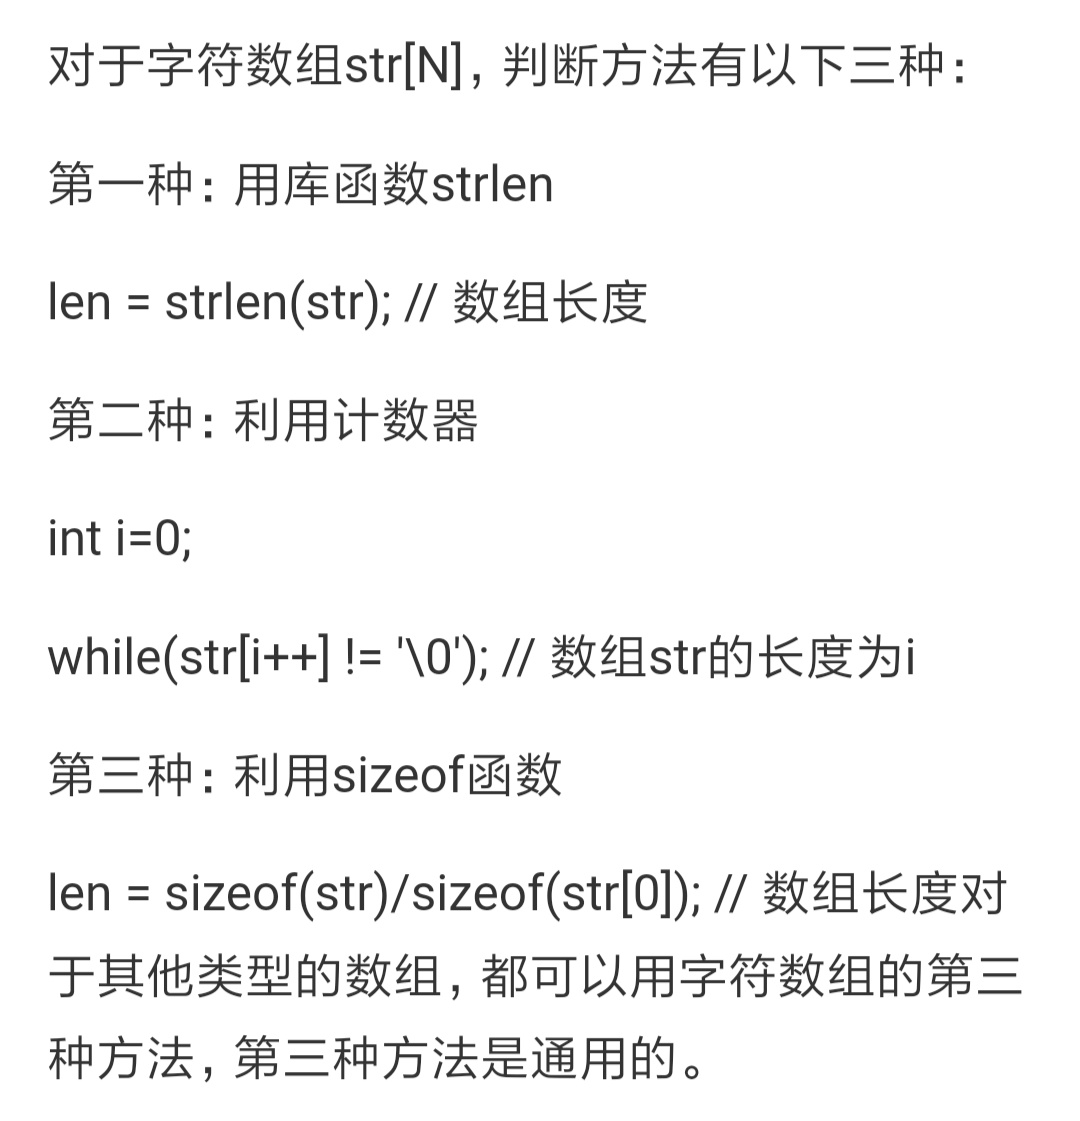 对于字符数组str[N]，判断方法有以下三种：
第一种：用库函数strlen
len = strlen(str); // 数组长度
第二种：利用计数器
int i=0;
while(str[i++] != '\0'); // 数组str的长度为i
第三种：利用sizeof函数
len = sizeof(str)/sizeof(str[0]); // 数组长度对
于其他类型的数组，都可以用字符数组的第三
种方法，第三种方法是通用的。